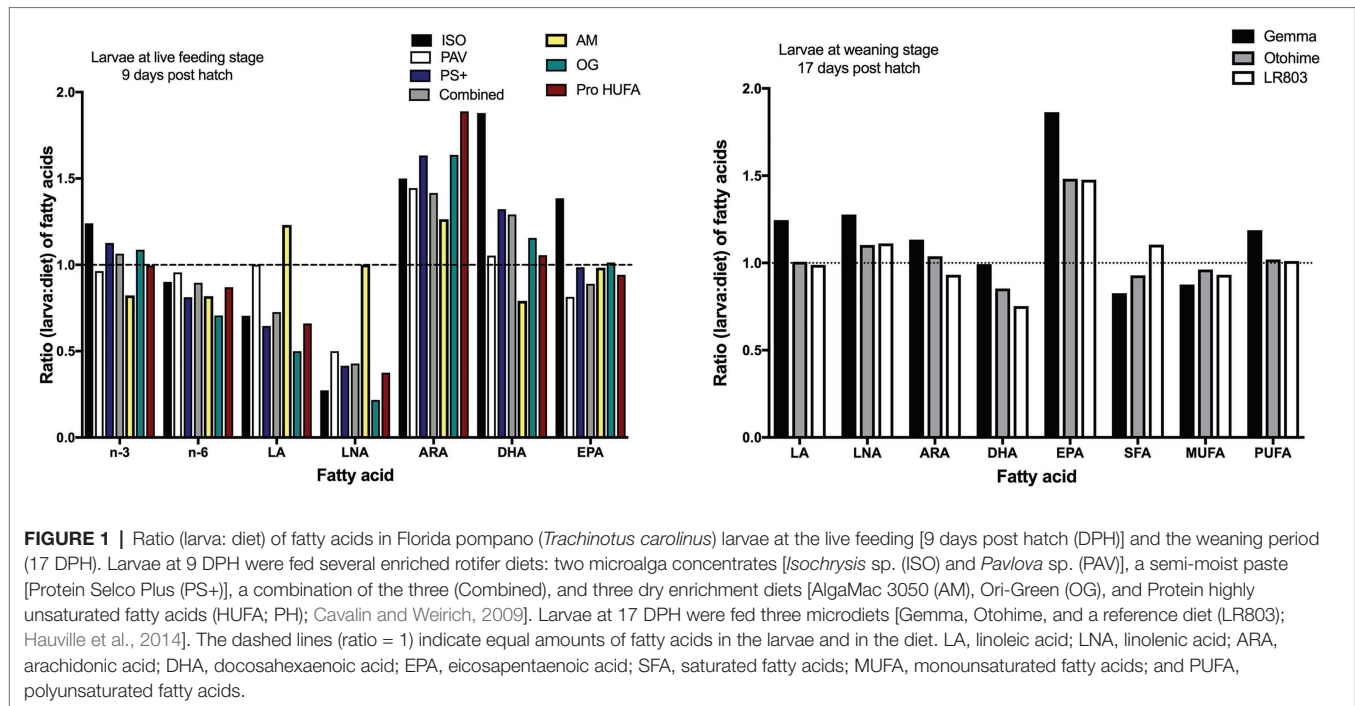 Larvae at live feeding stage
9 days post hatch
ISO
PAV
PS+
Combined
AM
OG
Pro HUFA
Ratio (larva:diet) of fatty acids
2.0
1.5
1.0
0.5
0.0
n-3 n-6 LA LNA ARA DHA EPA
Fatty acid
Larvae at weaning stage
17 days post hatch
Gemma
Otohime
LR803
Ratio (larva:diet) of fatty acids
2.0
1.5
1.0
0.5
0.0
LA LNA ARA DHA EPA SFA MUFA PUFA
Fatty acid
FIGURE 1 | Ratio (larva: diet) of fatty acids in Florida pompano (Trachinotus carolinus) larvae at the live feeding [9 days post hatch (DPH)] and the weaning period
(17 DPH). Larvae at 9 DPH were fed several enriched rotifer diets: two microalga concentrates [Isochrysis sp. (ISO) and Pavlova sp. (PAV)], a semi-moist paste
[Protein Selco Plus (PS+)], a combination of the three (Combined), and three dry enrichment diets [AlgaMac 3050 (AM), Ori-Green (OG), and Protein highly
unsaturated fatty acids (HUFA; PH); Cavalin and Weirich, 2009]. Larvae at 17 DPH were fed three microdiets [Gemma, Otohime, and a reference diet (LR803);
Hauville et al., 2014]. The dashed lines (ratio = 1) indicate equal amounts of fatty acids in the larvae and in the diet. LA, linoleic acid; LNA, linolenic acid; ARA,
arachidonic acid; DHA, docosahexaenoic acid; EPA, eicosapentaenoic acid; SFA, saturated fatty acids; MUFA, monounsaturated fatty acids; and PUFA,
polyunsaturated fatty acids.